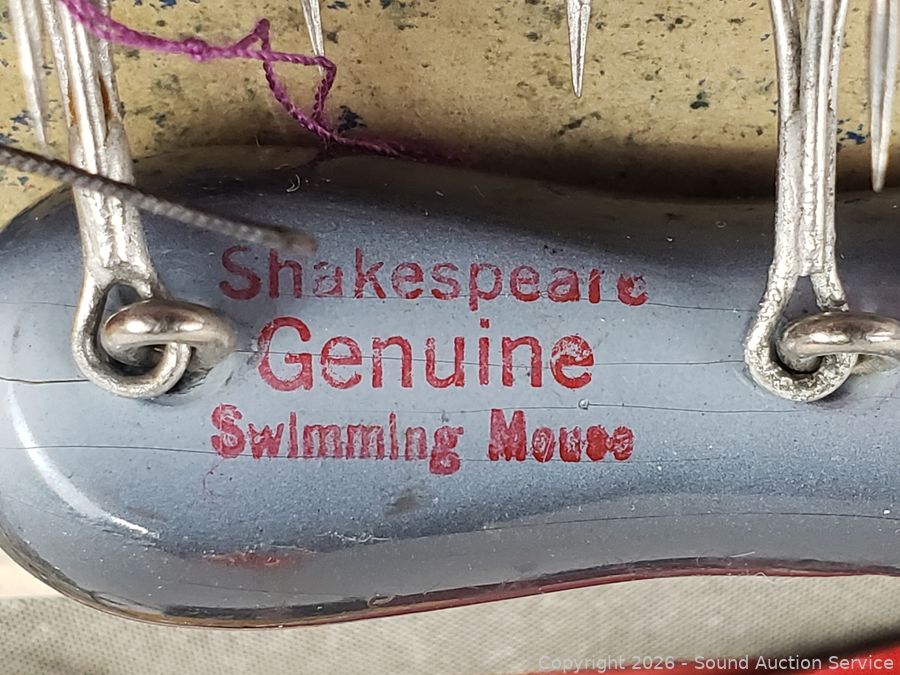 Shakespeare
Genuine
Swimming Mouse
Copyright © 2026 - Sound Auction Service